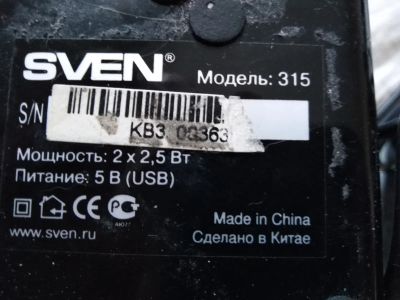 SVEN®
Модель: 315
S/N
KB3 03363
Мощность: 2 x 2,5 Вт
Питание: 5 В (USB)
CE
Made in China
www.sven.ru
Сделано в Китае